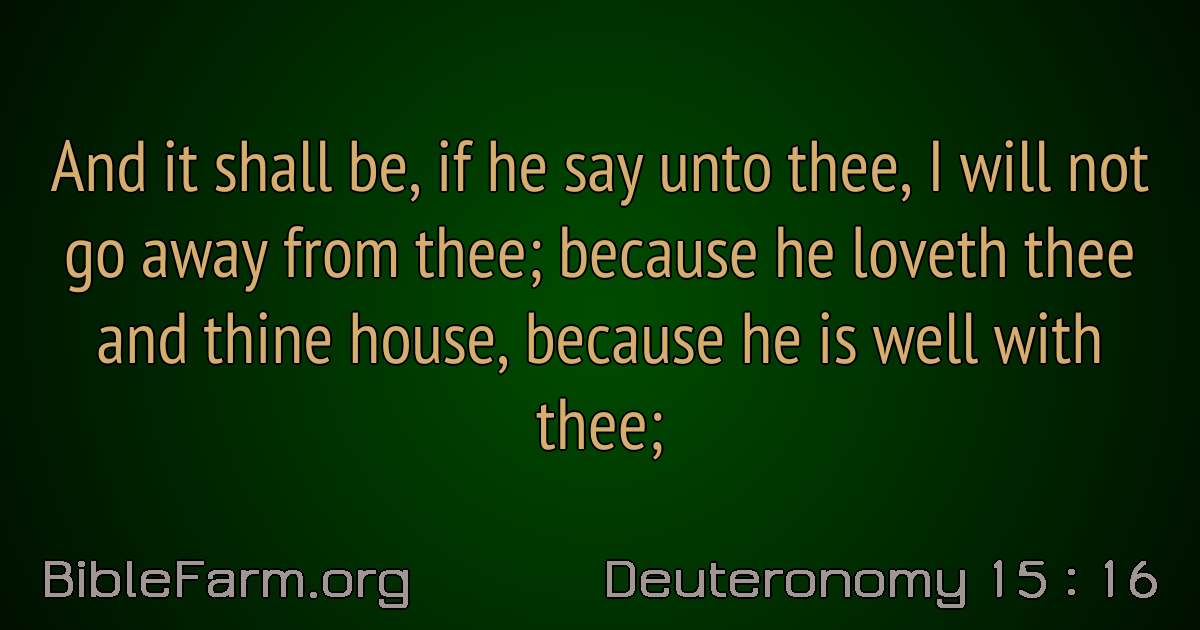 And it shall be, if he say unto thee, I will not
go away from thee; because he loveth thee
and thine house, because he is well with
thee;
BibleFarm.org
Deuteronomy 15 : 16